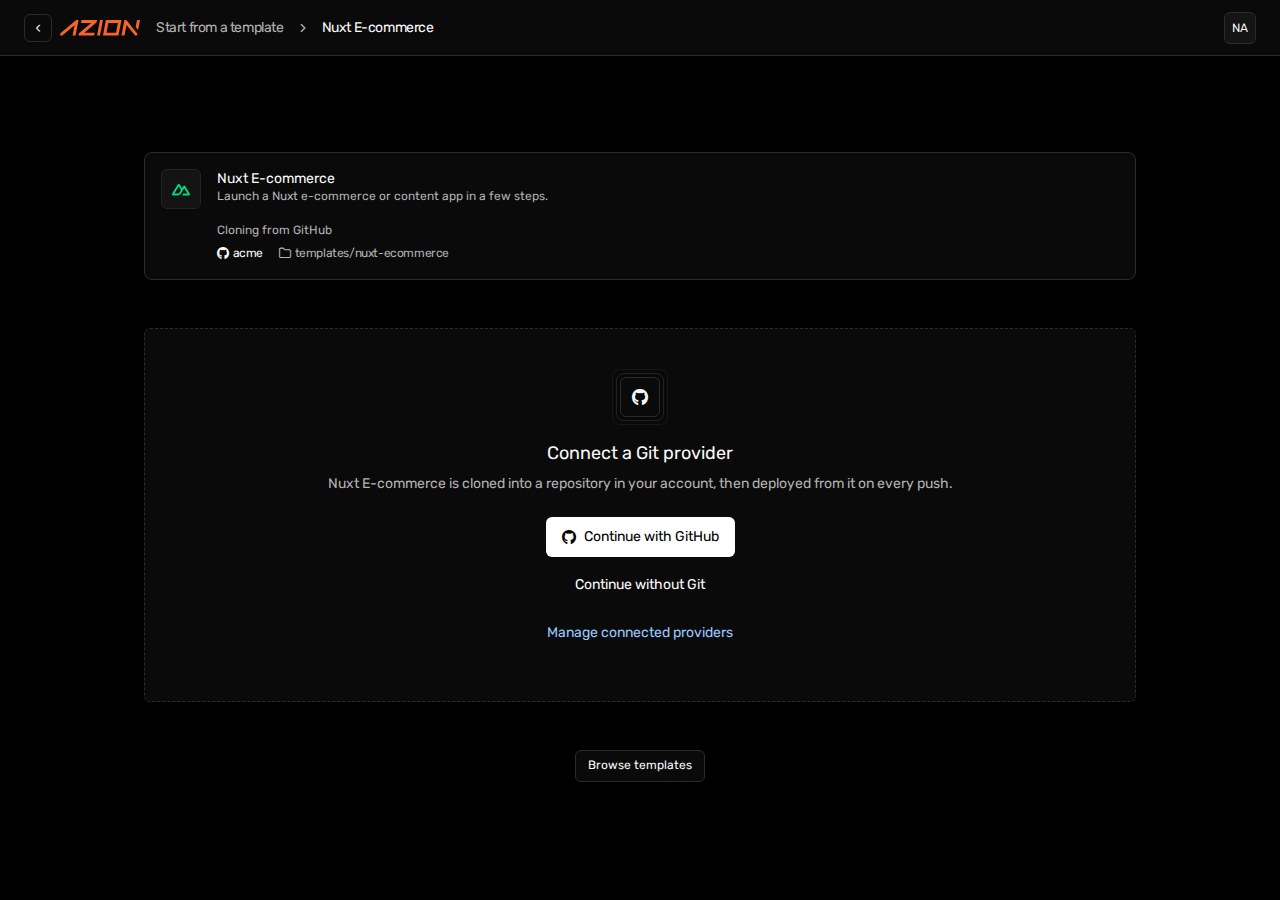 AZION Start from a template > Nuxt E-commerce NA
Nuxt E-commerce
Launch a Nuxt e-commerce or content app in a few steps.
Cloning from GitHub
acme templates/nuxt-ecommerce
Connect a Git provider
Nuxt E-commerce is cloned into a repository in your account, then deployed from it on every push.
Continue with GitHub
Continue without Git
Manage connected providers
Browse templates